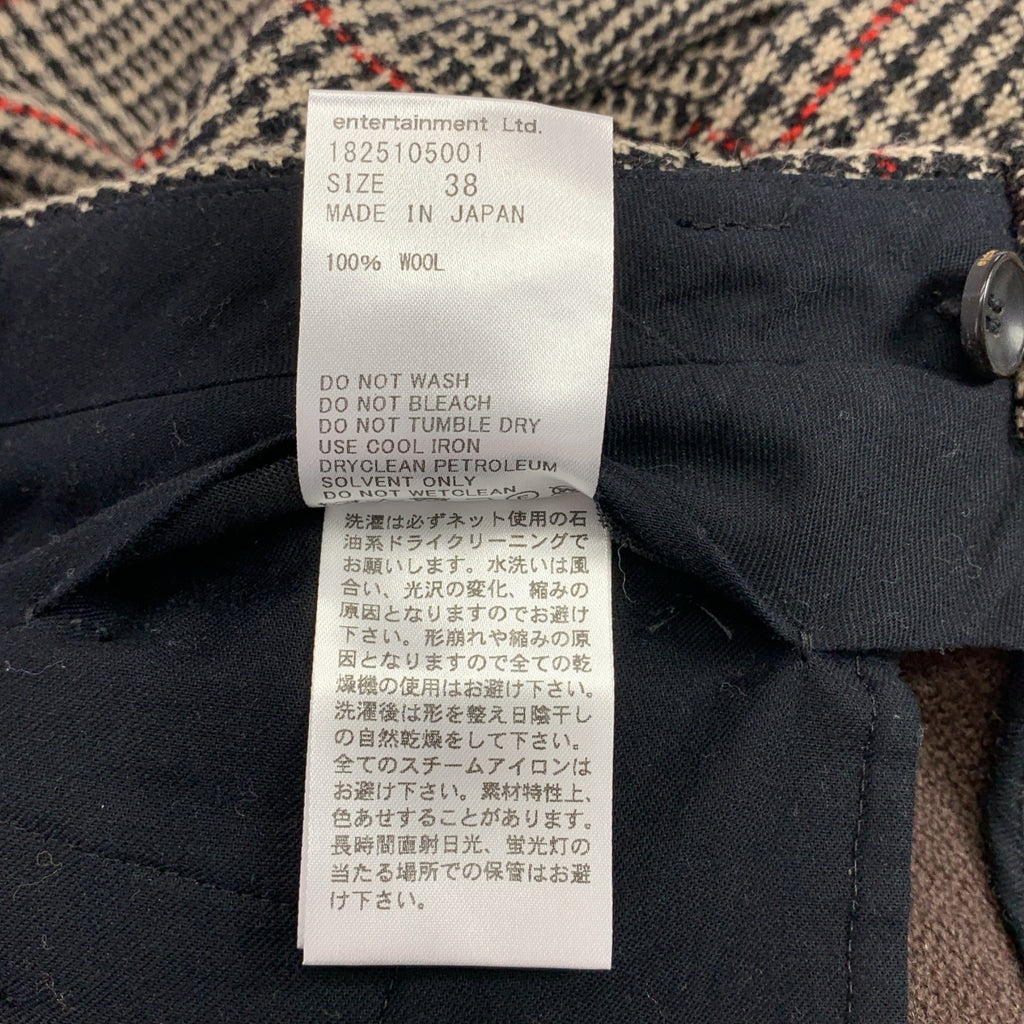 entertainment Ltd.
1825105001
SIZE 38
MADE IN JAPAN
100% WOOL
DO NOT WASH
DO NOT BLEACH
DO NOT TUMBLE DRY
USE COOL IRON
DRYCLEAN PETROLEUM
SOLVENT ONLY
DO NOT WETCLEAN
洗濯は必ずネット使用の石
油系ドライクリーニングで
お願いします。水洗いは風
合い、光沢の変化、縮みの
原因となりますのでお避け
下さい。形崩れや縮みの原
因となりますので全ての乾
燥機の使用はお避け下さい。
洗濯後は形を整え日陰干し
の自然乾燥をして下さい。
全てのスチームアイロンは
お避け下さい。素材特性上、
色あせすることがあります。
長時間直射日光、蛍光灯の
当たる場所での保管はお避
け下さい。